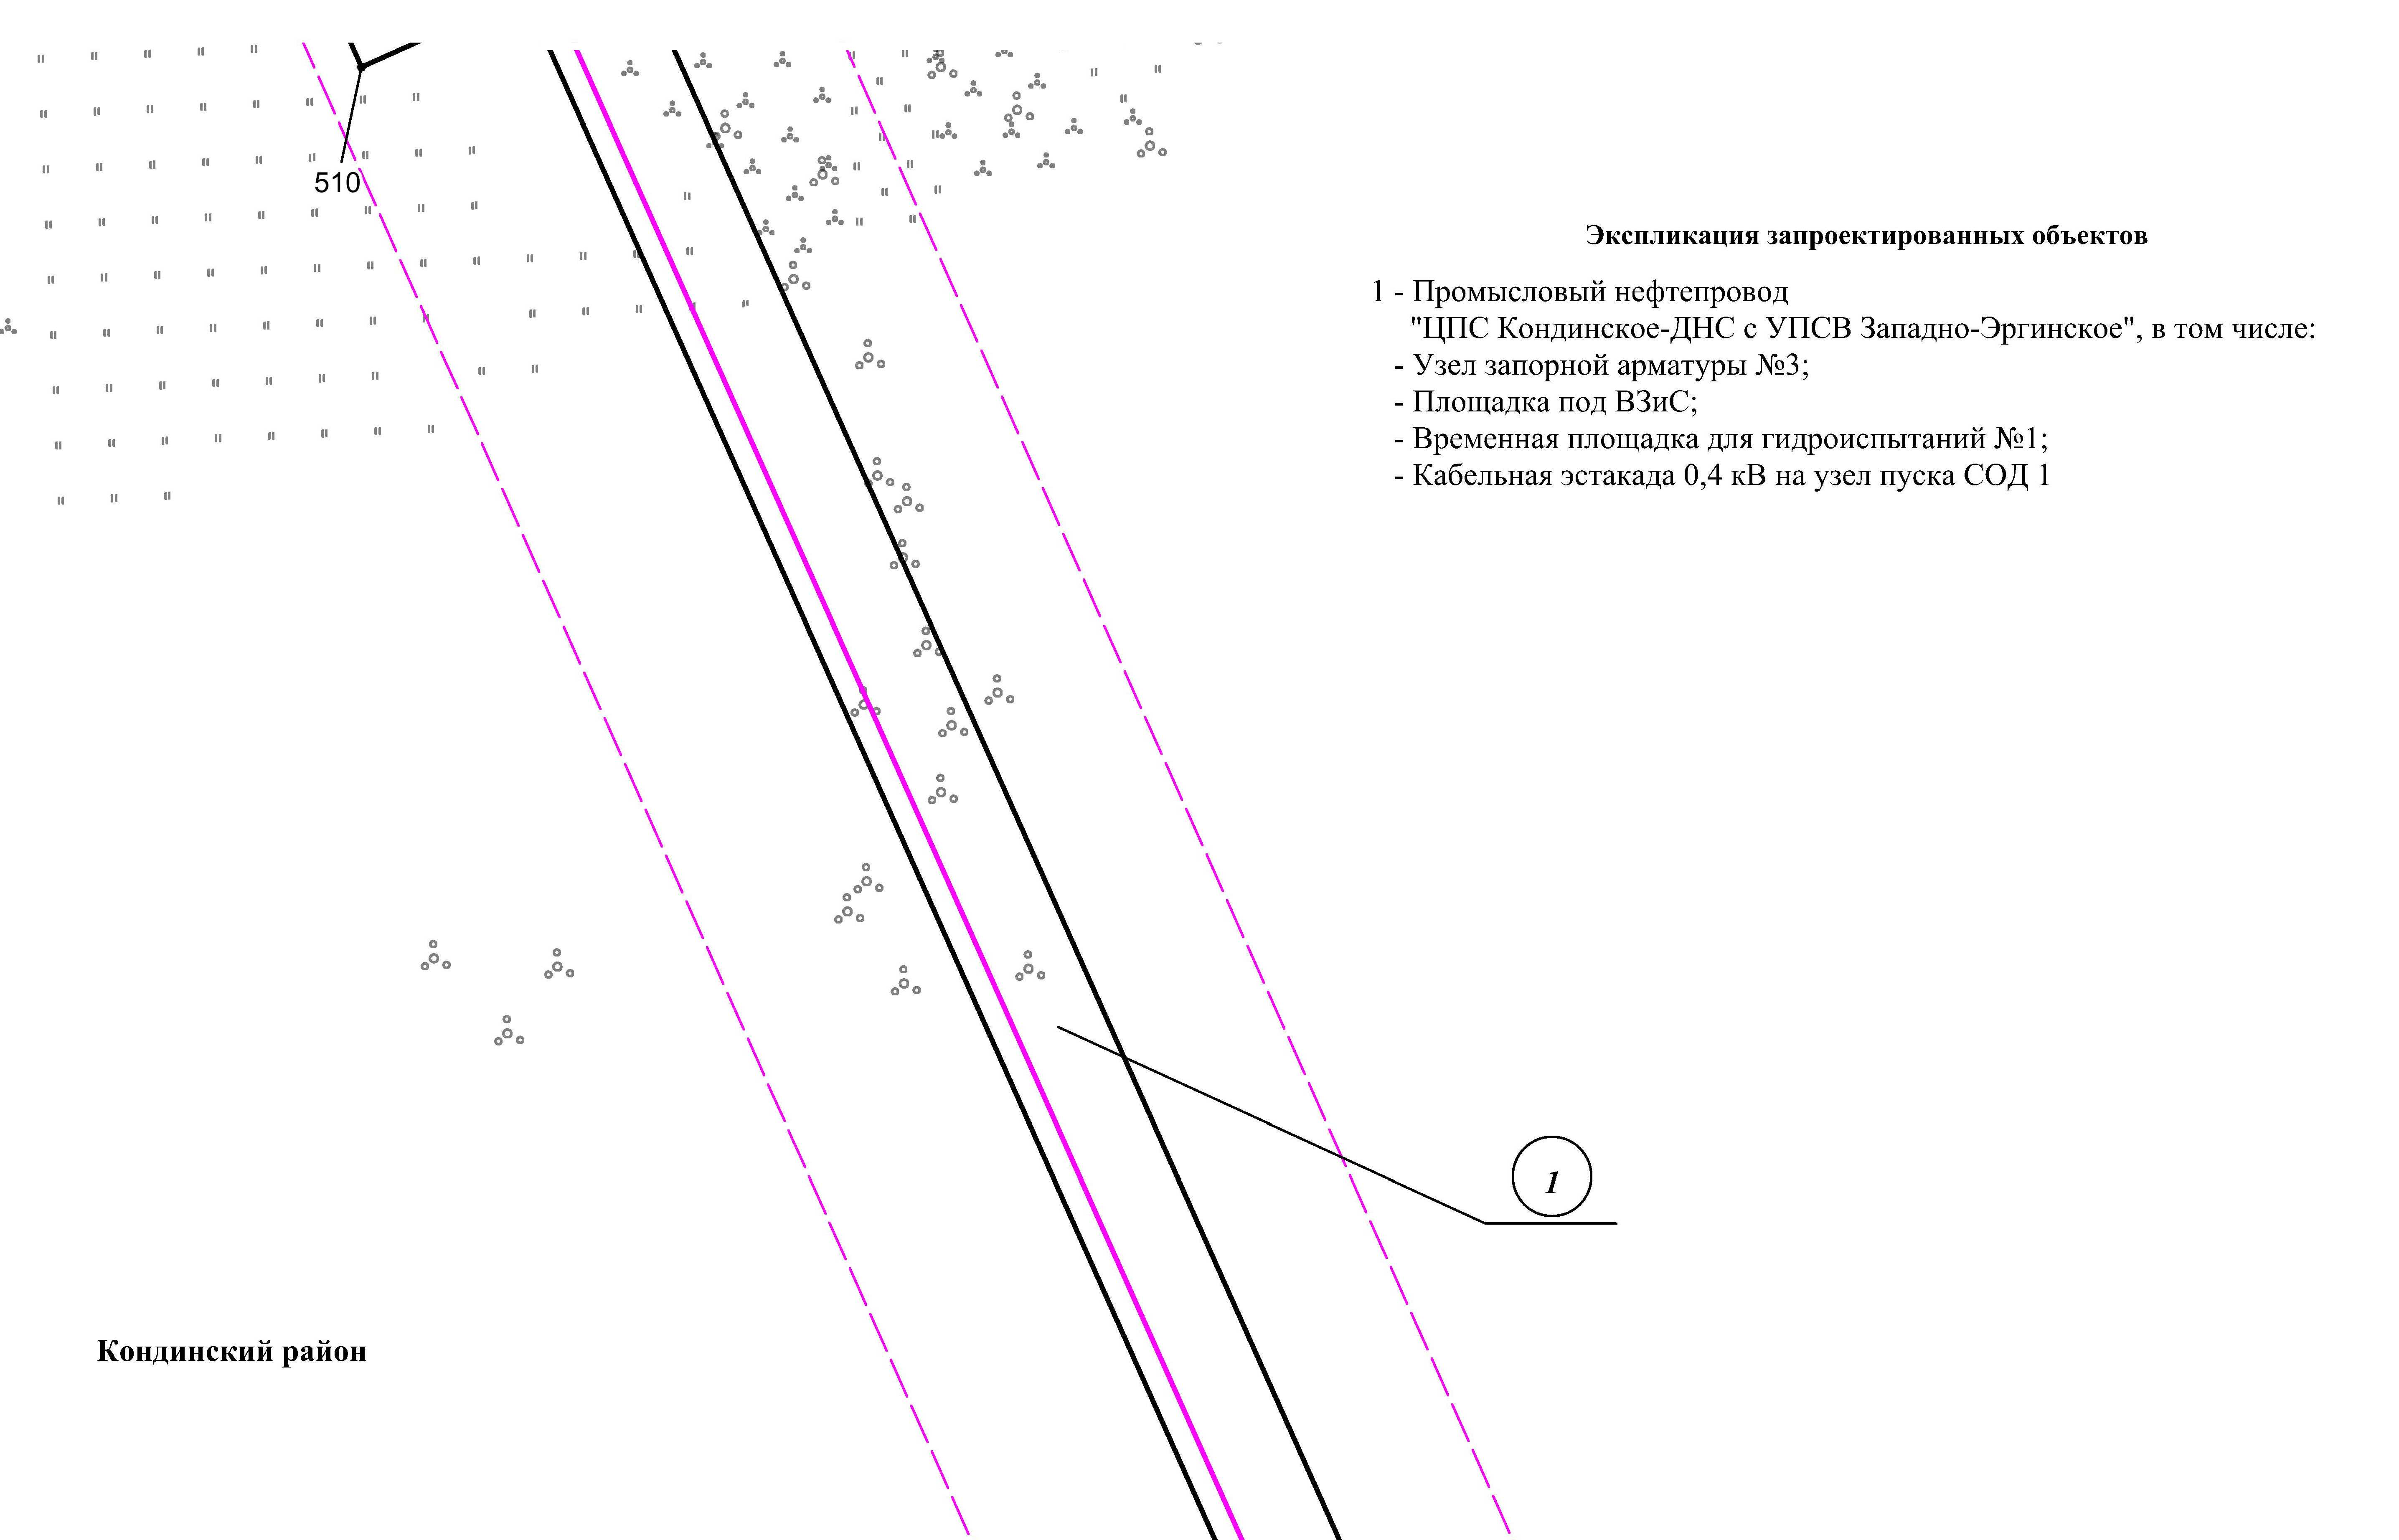 510
Экспликация запроектированных объектов
1 - Промысловый нефтепровод
"ЦПС Кондинское-ДНС с УПСВ Западно-Эргинское", в том числе:
- Узел запорной арматуры №3;
- Площадка под ВЗиС;
- Временная площадка для гидроиспытаний №1;
- Кабельная эстакада 0,4 кВ на узел пуска СОД 1
1
Кондинский район